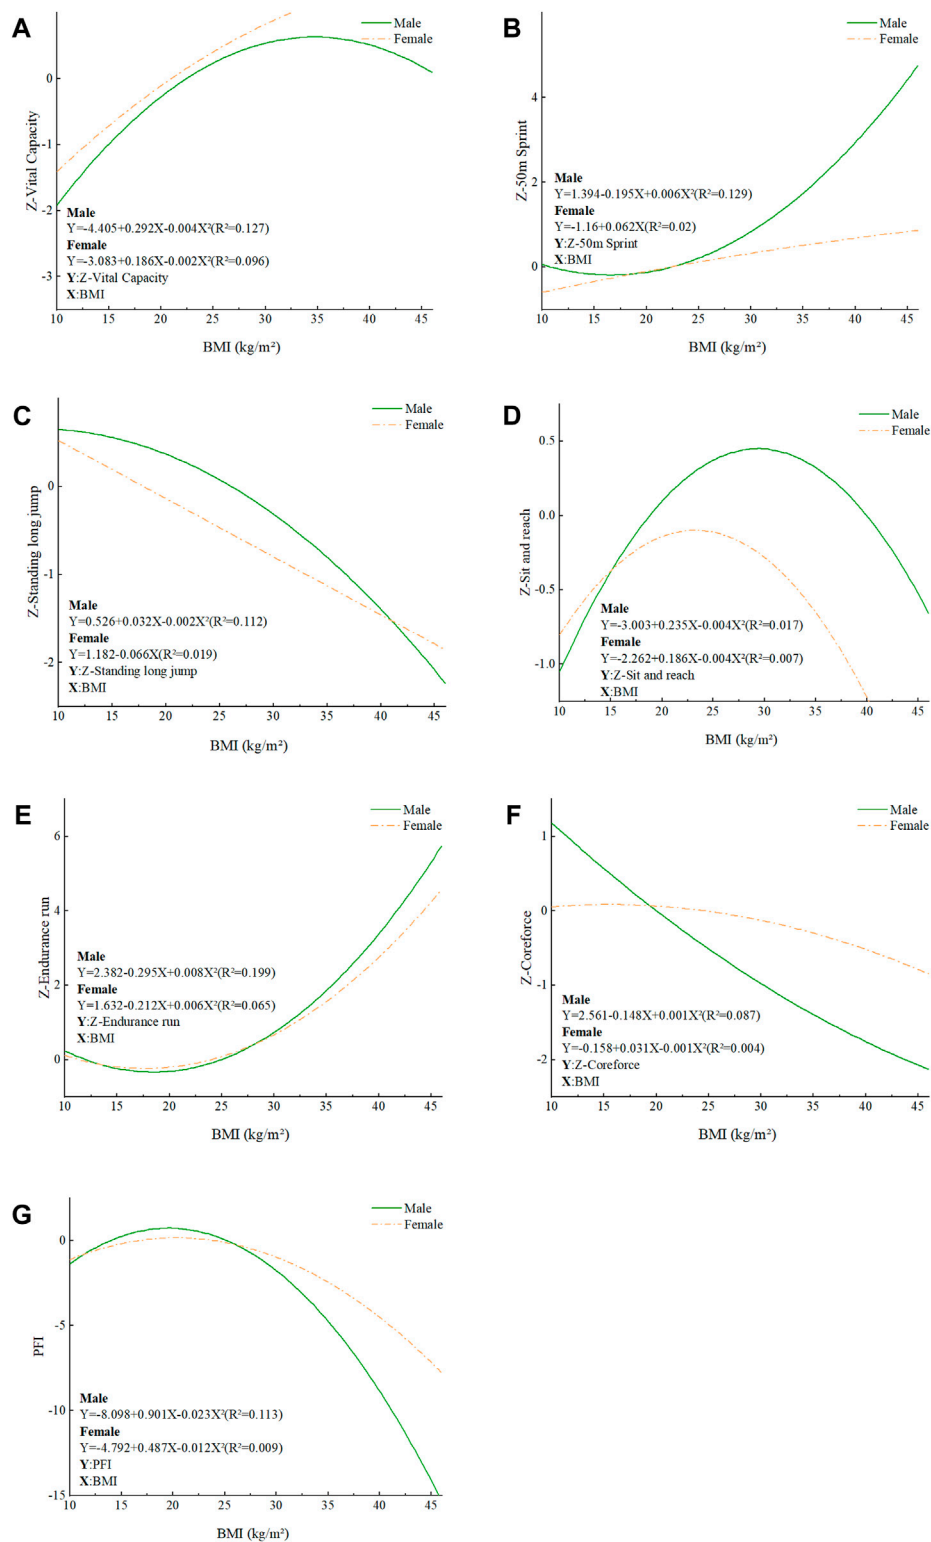 A
Male
Female
0
-1
-2
-3
Z-Vital Capacity
Male
Y=-4.405+0.292X-0.004X²(R²=0.127)
Female
Y=-3.083+0.186X-0.002X²(R²=0.096)
Y:Z-Vital Capacity
X:BMI
10 15 20 25 30 35 40 45
BMI (kg/m²)
B
Male
Female
4
2
0
Z-50m Sprint
Male
Y=1.394-0.195X+0.006X²(R²=0.129)
Female
Y=-1.16+0.062X(R²=0.02)
Y:Z-50m Sprint
X:BMI
10 15 20 25 30 35 40 45
BMI (kg/m²)
C
Male
Female
0
-1
-2
Z-Standing long jump
Male
Y=0.526+0.032X-0.002X²(R²=0.112)
Female
Y=1.182-0.066X(R²=0.019)
Y:Z-Standing long jump
X:BMI
10 15 20 25 30 35 40 45
BMI (kg/m²)
D
Male
Female
0.5
0.0
-0.5
-1.0
Z-Sit and reach
Male
Y=-3.003+0.235X-0.004X²(R²=0.017)
Female
Y=-2.262+0.186X-0.004X²(R²=0.007)
Y:Z-Sit and reach
X:BMI
10 15 20 25 30 35 40 45
BMI (kg/m²)
E
Male
Female
6
4
2
0
Z-Endurance run
Male
Y=2.382-0.295X+0.008X²(R²=0.199)
Female
Y=1.632-0.212X+0.006X²(R²=0.065)
Y:Z-Endurance run
X:BMI
10 15 20 25 30 35 40 45
BMI (kg/m²)
F
Male
Female
1
0
-1
-2
Z-Coreforce
Male
Y=2.561-0.148X+0.001X²(R²=0.087)
Female
Y=-0.158+0.031X-0.001X²(R²=0.004)
Y:Z-Coreforce
X:BMI
10 15 20 25 30 35 40 45
BMI (kg/m²)
G
Male
Female
0
-5
-10
-15
PFI
Male
Y=-8.098+0.901X-0.023X²(R²=0.113)
Female
Y=-4.792+0.487X-0.012X²(R²=0.009)
Y:PFI
X:BMI
10 15 20 25 30 35 40 45
BMI (kg/m²)